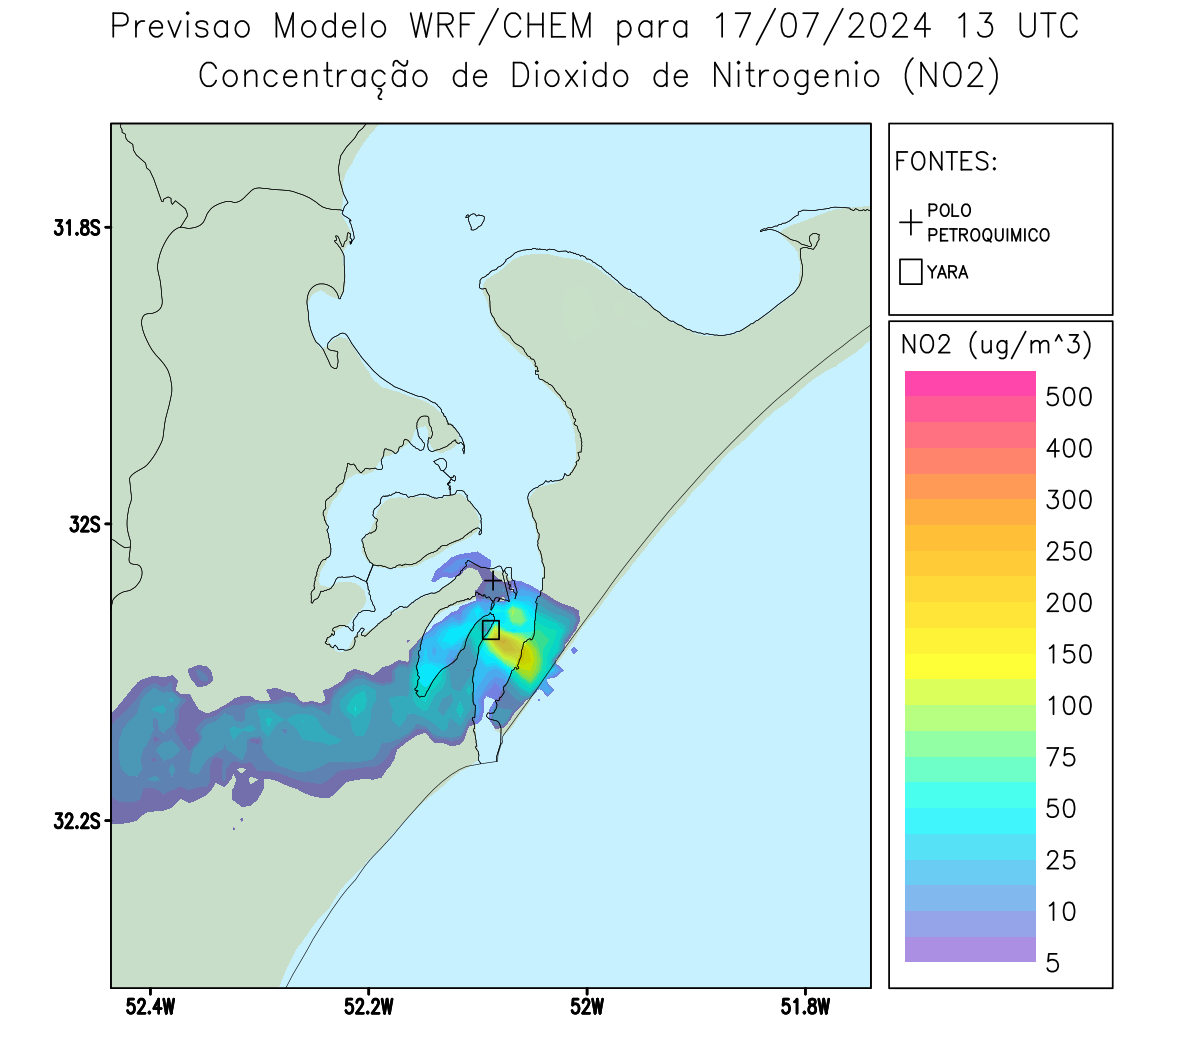 Previsao Modelo WRF/CHEM para 17/07/2024 13 UTC
Concentração de Dioxido de Nitrogenio (NO2)
FONTES:
POLO
PETROQUIMICO
YARA
NO2 (ug/m^3)
500
400
300
250
200
150
100
75
50
25
10
5
31.8S
32S
32.2S
52.4W
52.2W
52W
51.8W